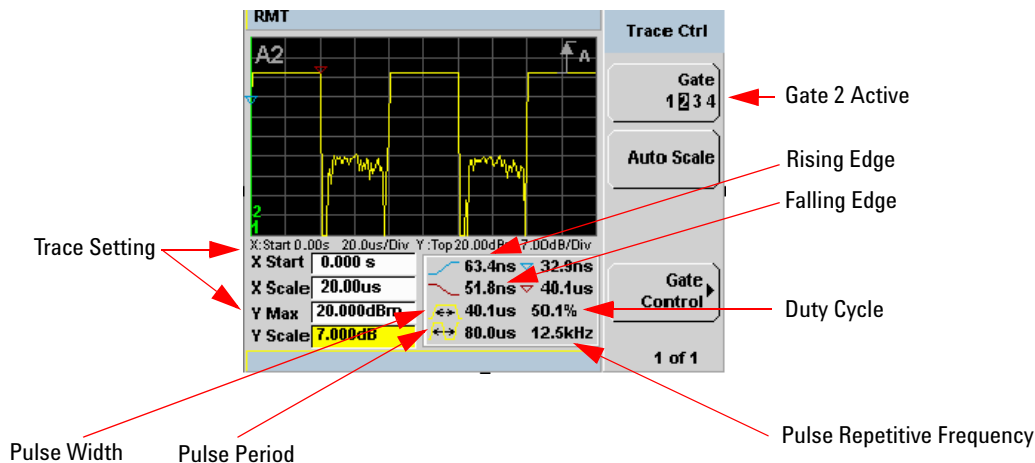 RMT
Trace Ctrl
A2
A
Gate
1 2 3 4
Gate 2 Active
Auto Scale
Rising Edge
Falling Edge
2
1
X:Start 0.00s 20.0us/Div Y:Top 20.00dBm 7.00dB/Div
Trace Setting
X Start 0.000 s
63.4ns 32.9ns
X Scale 20.00us
51.8ns 40.1us
Gate
Control
Y Max 20.000dBm
40.1us 50.1%
Duty Cycle
Y Scale 7.000dB
80.0us 12.5kHz
1 of 1
Pulse Width
Pulse Period
Pulse Repetitive Frequency